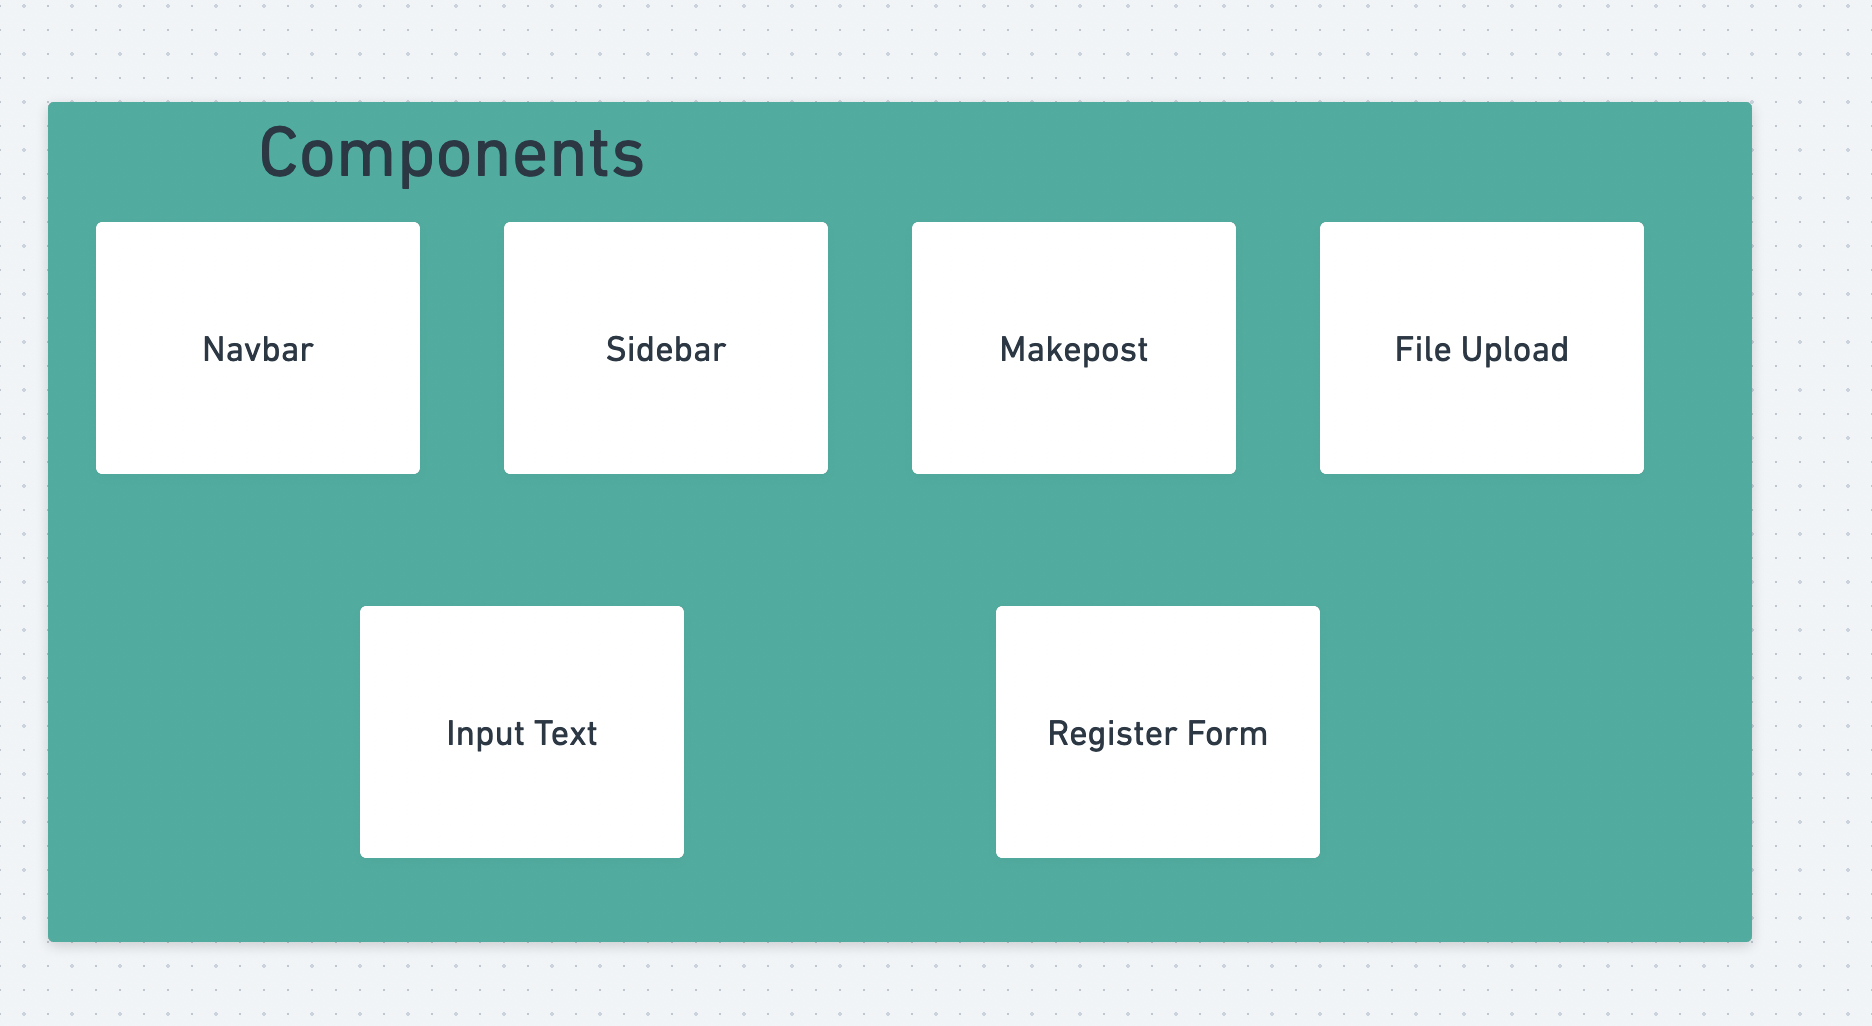 Components
Navbar
Sidebar
Makepost
File Upload
Input Text
Register Form